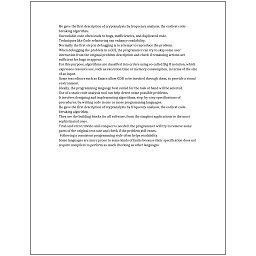 He gave the first description of cryptanalysis by frequency analysis, the earliest code-
breaking algorithm.
Unreadable code often leads to bugs, inefficiencies, and duplicated code.
Techniques like Code refactoring can enhance readability.
Normally the first step in debugging is to attempt to reproduce the problem.
When debugging the problem in a GUI, the programmer can try to skip some user
interaction from the original problem description and check if remaining actions are
sufficient for bugs to appear.
For this purpose, algorithms are classified into orders using so-called Big O notation, which
expresses resource use, such as execution time or memory consumption, in terms of the size
of an input.
Some text editors such as Emacs allow GDB to be invoked through them, to provide a visual
environment.
Ideally, the programming language best suited for the task at hand will be selected.
Use of a static code analysis tool can help detect some possible problems.
It involves designing and implementing algorithms, step-by-step specifications of
procedures, by writing code in one or more programming languages.
He gave the first description of cryptanalysis by frequency analysis, the earliest code-
breaking algorithm.
They are the building blocks for all software, from the simplest applications to the most
sophisticated ones.
Trial-and-error/divide-and-conquer is needed: the programmer will try to remove some
parts of the original test case and check if the problem still exists.
Following a consistent programming style often helps readability.
Some languages are more prone to some kinds of faults because their specification does not
require compilers to perform as much checking as other languages.